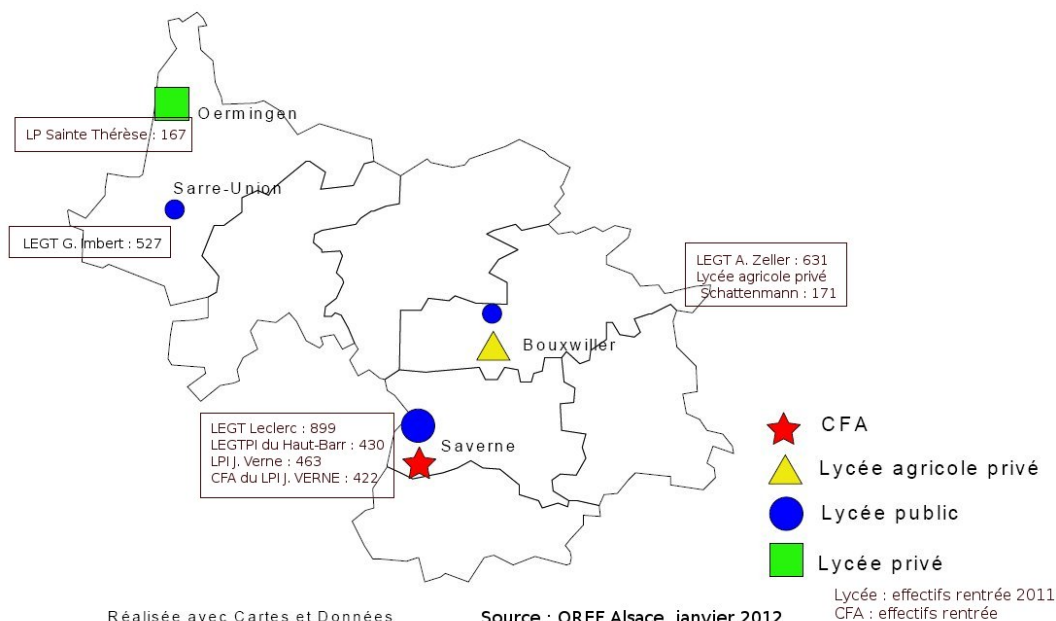 Oermingen
LP Sainte Thérèse : 167
Sarre-Union
LEGT G. Imbert : 527
LEGT A. Zeller : 631
Lycée agricole privé
Schattenmann : 171
Bouxwiller
LEGT Leclerc : 899
LEGTPI du Haut-Barr : 430
LPI J. Verne : 463
CFA du LPI J. VERNE : 422
Saverne
CFA
Lycée agricole privé
Lycée public
Lycée privé
Lycée : effectifs rentrée 2011
CFA : effectifs rentrée
Réalisée avec Cartes et Données
Source : OREF Alsace, janvier 2012